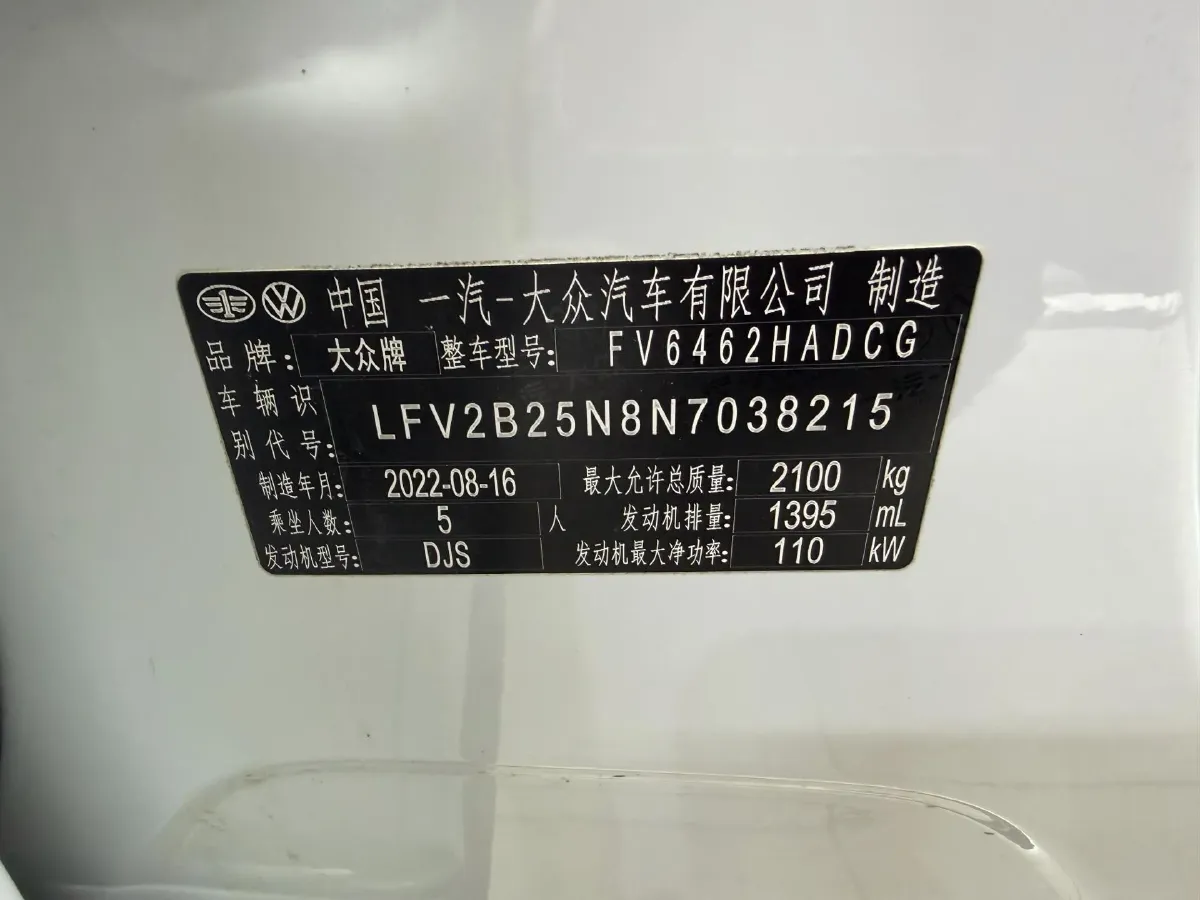 中国 一汽-大众汽车有限公司 制造
品牌: 大众牌 整车型号: FV6462HADCG
车辆识别代号: LFV2B25N8N7038215
制造年月: 2022-08-16 最大允许总质量: 2100 kg
乘坐人数: 5 人 发动机排量: 1395 mL
发动机型号: DJS 发动机最大净功率: 110 kW